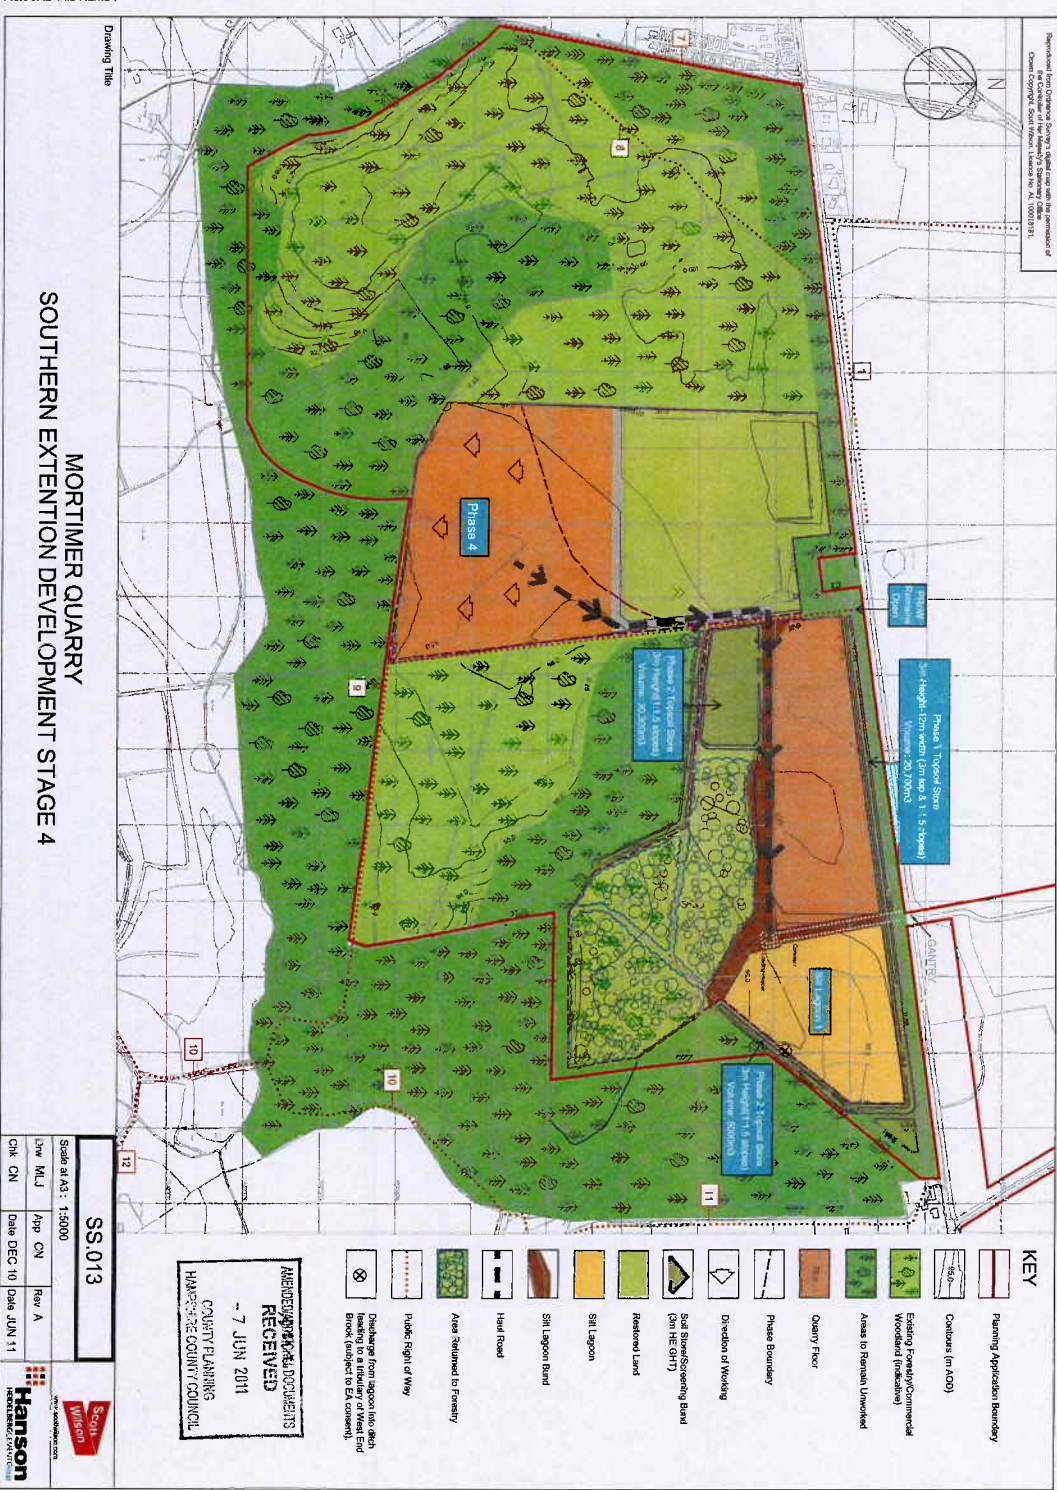 Reproduced from Ordnance Survey's digital map with the permission of
the Controller of Her Majesty's Stationery Office.
Crown Copyright. Scott Wilson. Licence No. AL 100018181.
N
Drawing Title
MORTIMER QUARRY
SOUTHERN EXTENTION DEVELOPMENT STAGE 4
7
8
1
9
10
10
11
12
Phase 4
PRoW
Remains
Open
Phase 1 Topsoil Store
3m Height-12m width (3m top & 1:1.5 slopes)
Volume: 20,700m3
Phase 2 Topsoil Store
3m Height (1:1.5 slopes)
Phase 2 Topsoil Store
3m Height (1:1.5 slopes)
Volume: 5000m3
Silt Lagoon 1
GANTRY
KEY
Planning Application Boundary
Contours (m AOD)
Existing Forestry/Commercial
Woodland (Indicative)
Areas to Remain Unworked
Quarry Floor
Phase Boundary
Direction of Working
Soil Store/Screening Bund
(3m HEIGHT)
Restored Land
Silt Lagoon
Silt Lagoon Bund
Haul Road
Area Returned to Forestry
Public Right of Way
Discharge from lagoon into ditch
leading to a tributary of West End
Brook (subject to EA consent).
AMENDED/ADDITIONAL DOCUMENTS
RECEIVED
- 7 JUN 2011
COUNTY PLANNING
HAMPSHIRE COUNTY COUNCIL
SS.013
Scale at A3: 1:5000
Drw MLJ App CN Rev A
Chk CN Date DEC 10 Date JUN 11
Scott
Wilson
Hanson
HEIDELBERGCEMENTGroup